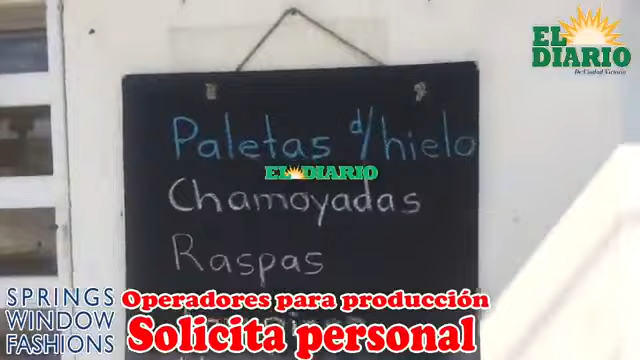 EL DIARIO
De Ciudad Victoria
Paletas d/hielo
EL DIARIO
Chamoyadas
Raspas
SPRINGS WINDOW FASHIONS
Operadores para producción
Solicita personal